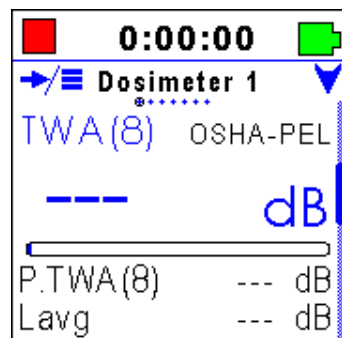 0:00:00
Dosimeter 1
TWA(8) OSHA-PEL
--- dB
P.TWA(8) --- dB
Lavg --- dB